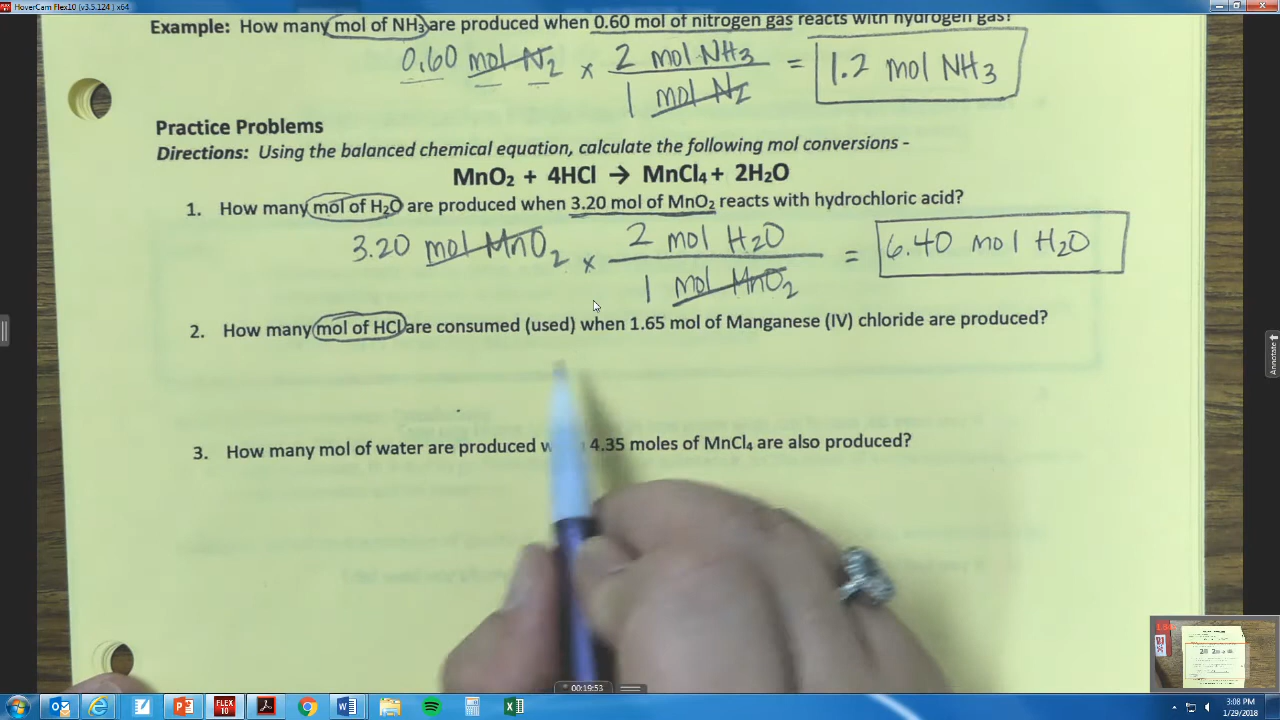 HoverCam Flex10 (v3.5.124) x64
Example: How many mol of NH₃ are produced when 0.60 mol of nitrogen gas reacts with hydrogen gas?
0.60 mol N₂ × 2 mol NH₃ / 1 mol N₂ = 1.2 mol NH₃
Practice Problems
Directions: Using the balanced chemical equation, calculate the following mol conversions -
MnO₂ + 4HCl → MnCl₄ + 2H₂O
1. How many mol of H₂O are produced when 3.20 mol of MnO₂ reacts with hydrochloric acid?
3.20 mol MnO₂ × 2 mol H₂O / 1 mol MnO₂ = 6.40 mol H₂O
2. How many mol of HCl are consumed (used) when 1.65 mol of Manganese (IV) chloride are produced?
3. How many mol of water are produced 4.35 moles of MnCl₄ are also produced?
Annotate
00:19:53
FLEX 10
3:08 PM
1/29/2018